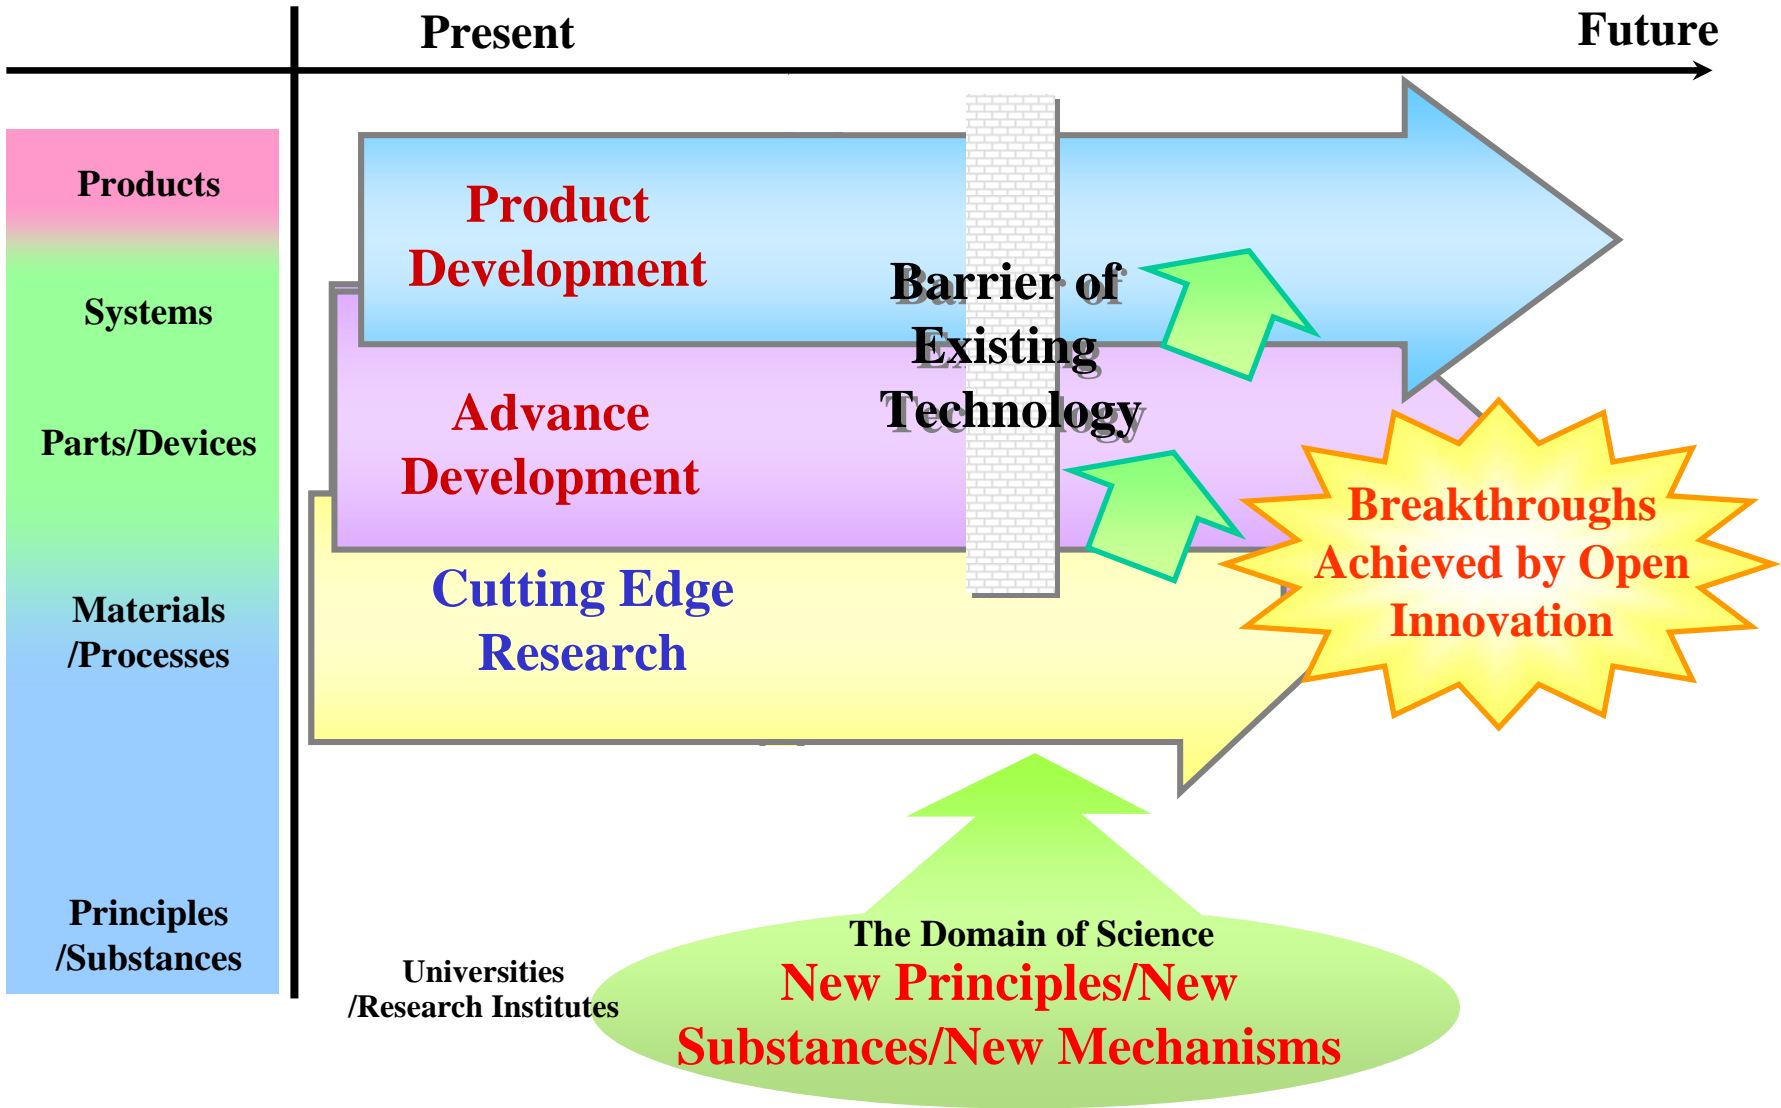 Present
Future
Products
Systems
Parts/Devices
Materials
/Processes
Principles
/Substances
Product
Development
Advance
Development
Cutting Edge
Research
Barrier of
Existing
Technology
Breakthroughs
Achieved by Open
Innovation
Universities
/Research Institutes
The Domain of Science
New Principles/New
Substances/New Mechanisms